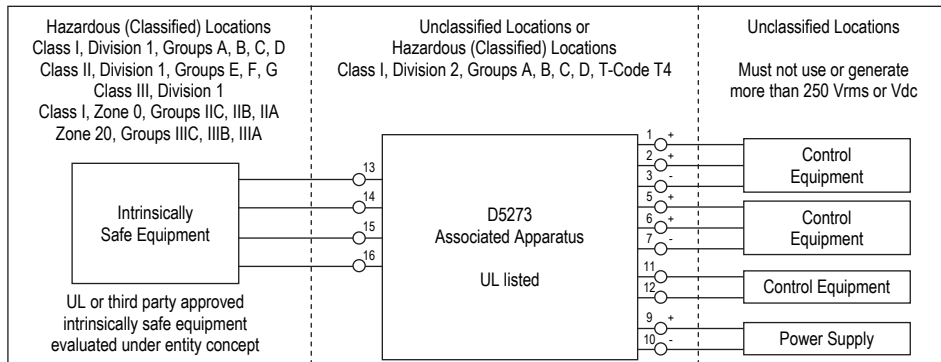 Hazardous (Classified) Locations
Class I, Division 1, Groups A, B, C, D
Class II, Division 1, Groups E, F, G
Class III, Division 1
Class I, Zone 0, Groups IIC, IIB, IIA
Zone 20, Groups IIIC, IIIB, IIIA
Unclassified Locations or
Hazardous (Classified) Locations
Class I, Division 2, Groups A, B, C, D, T-Code T4
Unclassified Locations
Must not use or generate
more than 250 Vrms or Vdc
Intrinsically
Safe Equipment
13
14
15
16
UL or third party approved
intrinsically safe equipment
evaluated under entity concept
D5273
Associated Apparatus
UL listed
1 +
2 +
3 -
5 +
6 +
7 -
11
12
9 +
10 -
Control
Equipment
Control
Equipment
Control Equipment
Power Supply